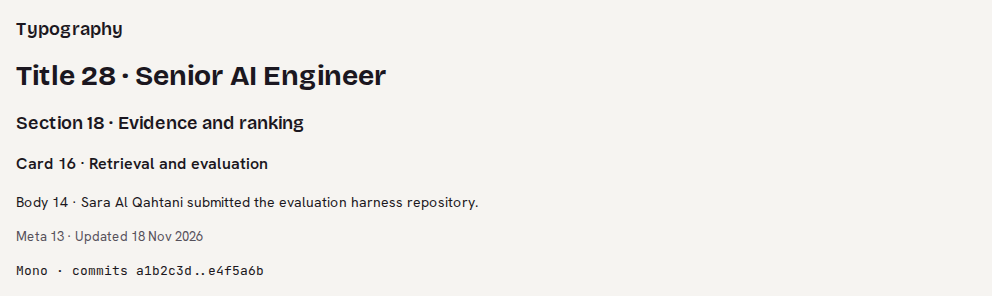 Typography
Title 28 · Senior AI Engineer
Section 18 · Evidence and ranking
Card 16 · Retrieval and evaluation
Body 14 · Sara Al Qahtani submitted the evaluation harness repository.
Meta 13 · Updated 18 Nov 2026
Mono · commits a1b2c3d..e4f5a6b